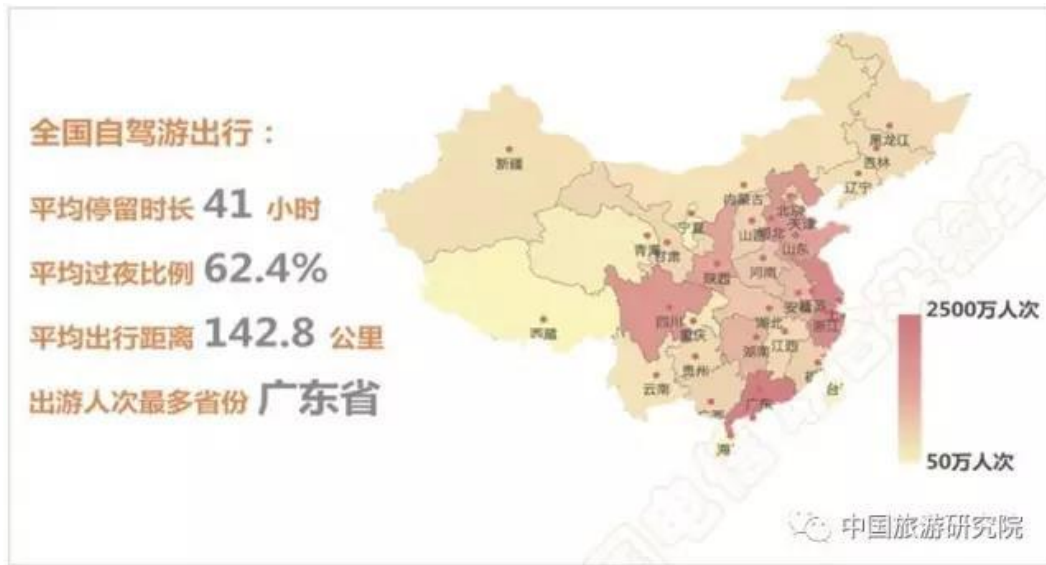 全国自驾游出行：
平均停留时长 41 小时
平均过夜比例 62.4%
平均出行距离 142.8 公里
出游人次最多省份 广东省
黑龙江
新疆
吉林
辽宁
内蒙古
北京
天津
宁夏
山西
河北
青海
甘肃
山东
陕西
河南
安徽
四川
重庆
湖北
浙江
西藏
湖南
江西
贵州
云南
广东
台
海
2500万人次
50万人次
中国旅游研究院